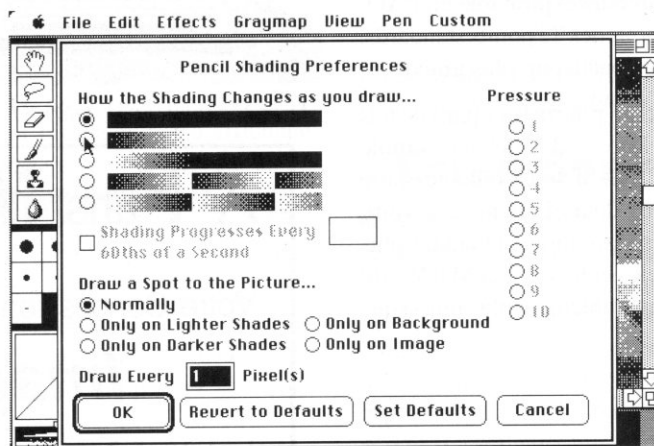 File Edit Effects Graymap View Pen Custom
Pencil Shading Preferences
How the Shading Changes as you draw...
Pressure
1
2
3
4
5
6
7
8
9
10
Shading Progresses Every
60ths of a Second
Draw a Spot to the Picture...
Normally
Only on Lighter Shades Only on Background
Only on Darker Shades Only on Image
Draw Every 1 Pixel(s)
OK Revert to Defaults Set Defaults Cancel